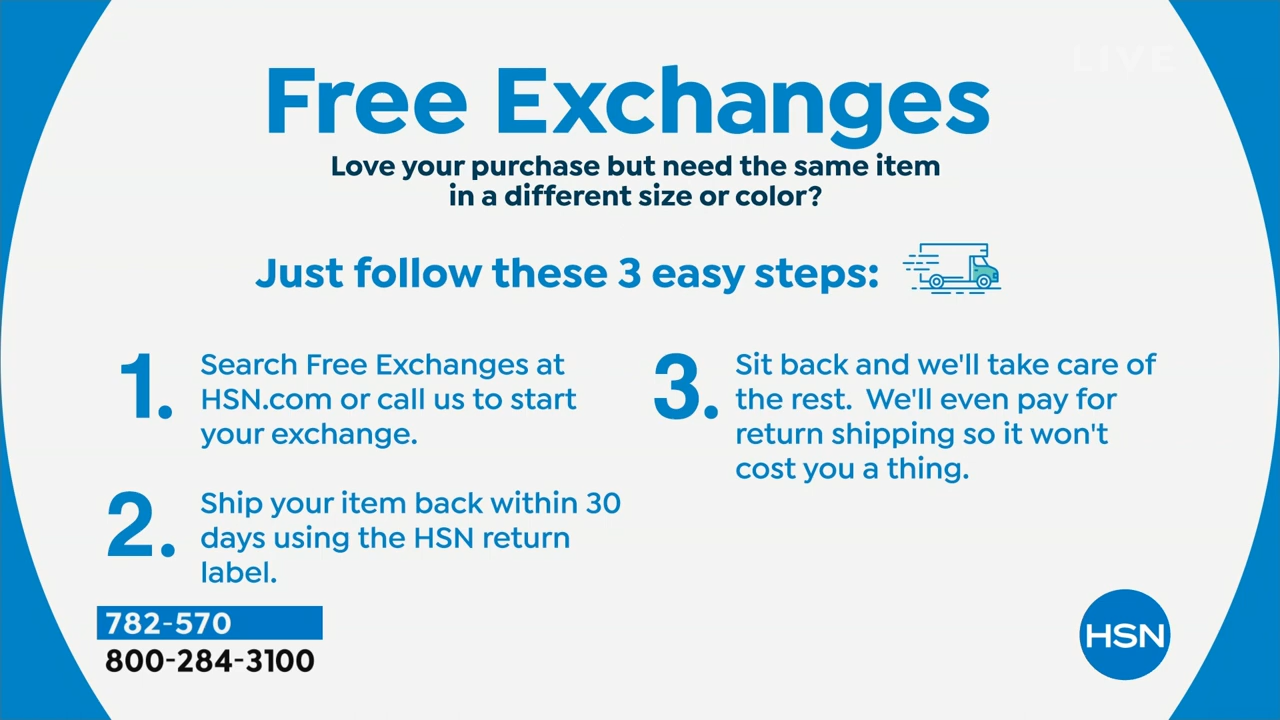 LIVE
Free Exchanges
Love your purchase but need the same item
in a different size or color?
Just follow these 3 easy steps:
1. Search Free Exchanges at
HSN.com or call us to start
your exchange.
2. Ship your item back within 30
days using the HSN return
label.
3. Sit back and we'll take care of
the rest.  We'll even pay for
return shipping so it won't
cost you a thing.
782-570
800-284-3100
HSN